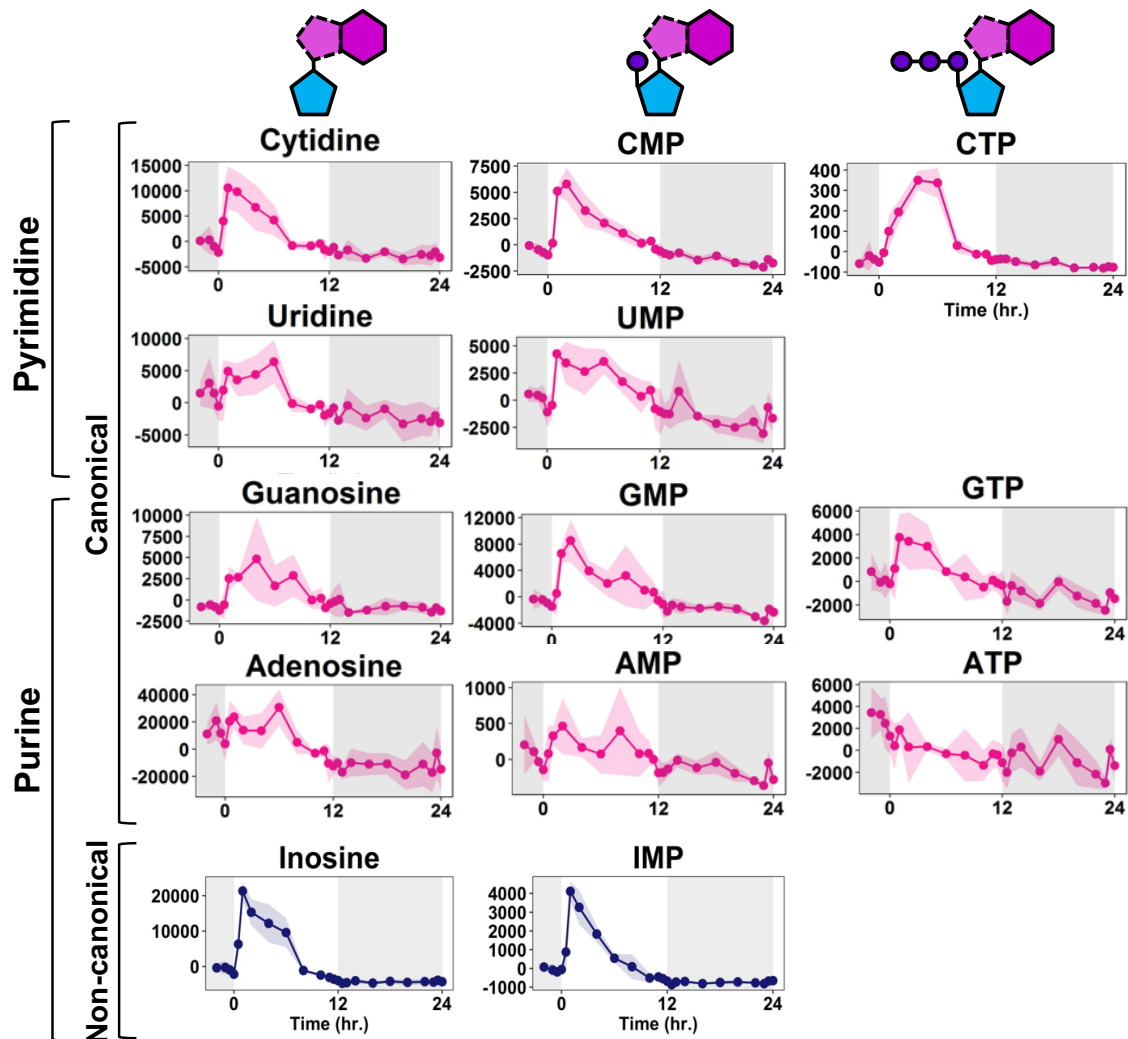 Pyrimidine
Purine
Canonical
Non-canonical
Cytidine
15000
10000
5000
0
-5000
0 12 24
CMP
7500
5000
2500
0
-2500
0 12 24
CTP
400
300
200
100
0
-100
0 12 24
Time (hr.)
Uridine
10000
5000
0
-5000
0 12 24
UMP
5000
2500
0
-2500
0 12 24
Guanosine
10000
7500
5000
2500
0
-2500
0 12 24
GMP
12000
8000
4000
0
-4000
0 12 24
GTP
6000
4000
2000
0
-2000
0 12 24
Adenosine
40000
20000
0
-20000
0 12 24
AMP
1000
500
0
0 12 24
ATP
6000
4000
2000
0
-2000
0 12 24
Inosine
20000
10000
0
0 12 24
Time (hr.)
IMP
4000
3000
2000
1000
0
-1000
0 12 24
Time (hr.)